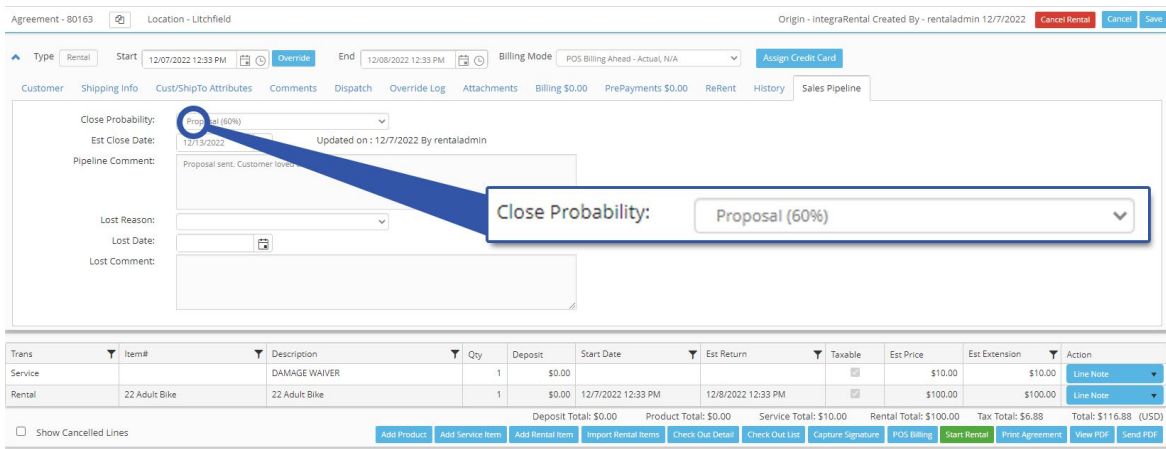 Agreement - 80163 Location - Litchfield Origin - integraRental Created By - rentaladmin 12/7/2022 Cancel Rental Cancel Save
Type Rental Start 12/07/2022 12:33 PM Override End 12/08/2022 12:33 PM Billing Mode POS Billing Ahead - Actual, N/A Assign Credit Card
Customer Shipping Info Cust/ShipTo Attributes Comments Dispatch Override Log Attachments Billing $0.00 PrePayments $0.00 ReRent History Sales Pipeline
Close Probability: Proposal (60%)
Est Close Date: 12/13/2022 Updated on : 12/7/2022 By rentaladmin
Pipeline Comment: Proposal sent. Customer loved
Close Probability: Proposal (60%)
Lost Reason:
Lost Date:
Lost Comment:
Trans Item# Description Qty Deposit Start Date Est Return Taxable Est Price Est Extension Action
Service DAMAGE WAIVER 1 $0.00 $10.00 $10.00 Line Note
Rental 22 Adult Bike 22 Adult Bike 1 $0.00 12/7/2022 12:33 PM 12/8/2022 12:33 PM $100.00 $100.00 Line Note
Deposit Total: $0.00 Product Total: $0.00 Service Total: $10.00 Rental Total: $100.00 Tax Total: $6.88 Total: $116.88 (USD)
Show Cancelled Lines Add Product Add Service Item Add Rental Item Import Rental Items Check Out Detail Check Out List Capture Signature POS Billing Start Rental Print Agreement View PDF Send PDF